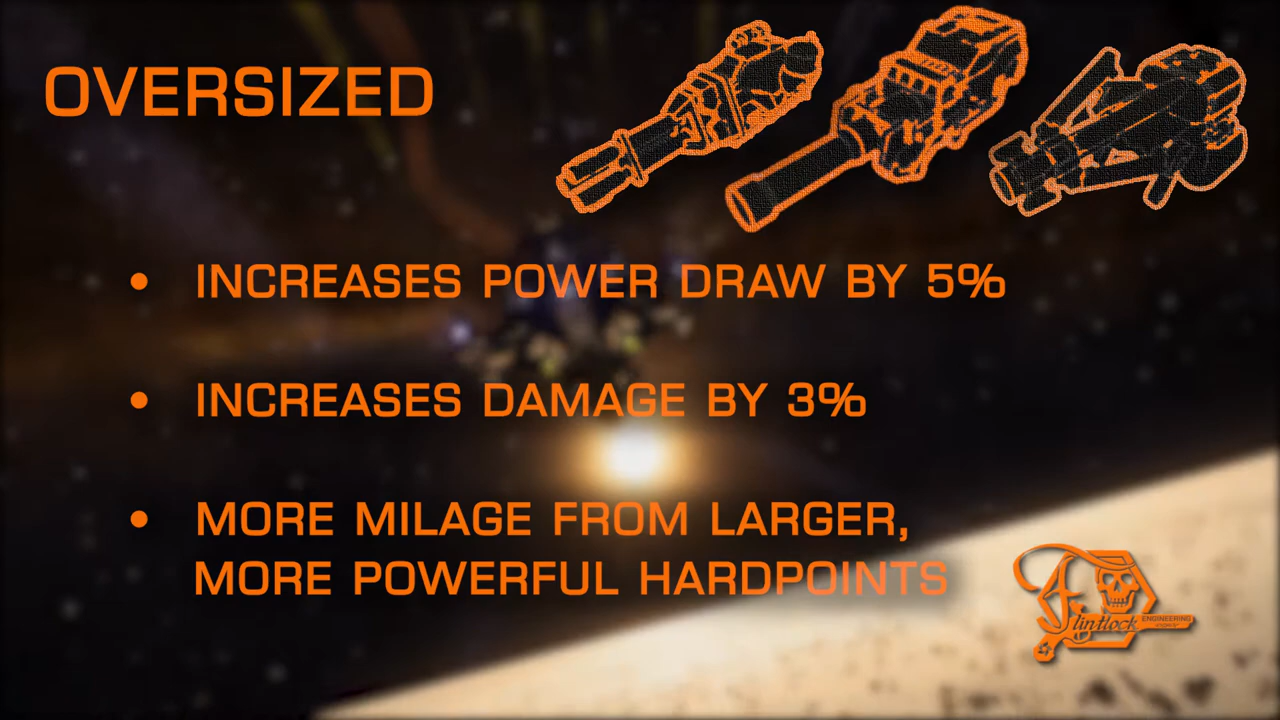 OVERSIZED
• INCREASES POWER DRAW BY 5%
• INCREASES DAMAGE BY 3%
• MORE MILAGE FROM LARGER,
MORE POWERFUL HARDPOINTS
Flintlock
ENGINEERING